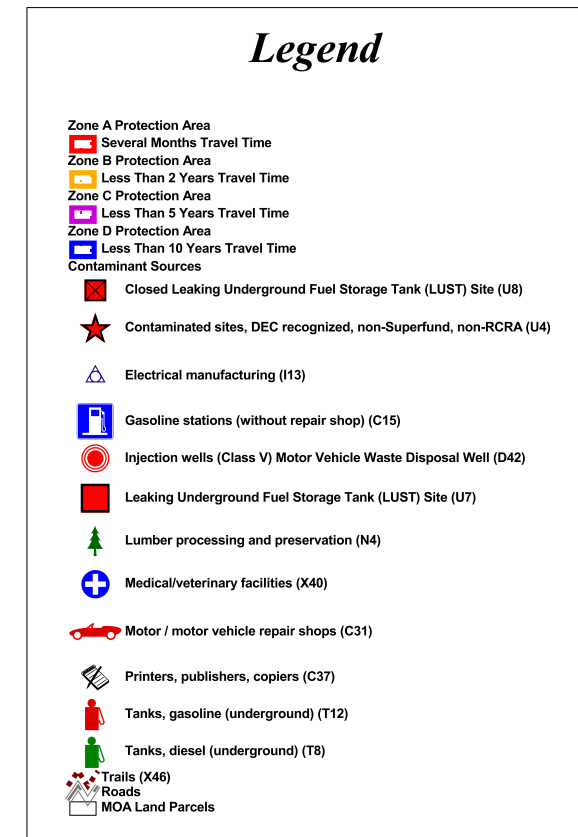 Legend
Zone A Protection Area
Several Months Travel Time
Zone B Protection Area
Less Than 2 Years Travel Time
Zone C Protection Area
Less Than 5 Years Travel Time
Zone D Protection Area
Less Than 10 Years Travel Time
Contaminant Sources
Closed Leaking Underground Fuel Storage Tank (LUST) Site (U8)
Contaminated sites, DEC recognized, non-Superfund, non-RCRA (U4)
Electrical manufacturing (I13)
Gasoline stations (without repair shop) (C15)
Injection wells (Class V) Motor Vehicle Waste Disposal Well (D42)
Leaking Underground Fuel Storage Tank (LUST) Site (U7)
Lumber processing and preservation (N4)
Medical/veterinary facilities (X40)
Motor / motor vehicle repair shops (C31)
Printers, publishers, copiers (C37)
Tanks, gasoline (underground) (T12)
Tanks, diesel (underground) (T8)
Trails (X46)
Roads
MOA Land Parcels